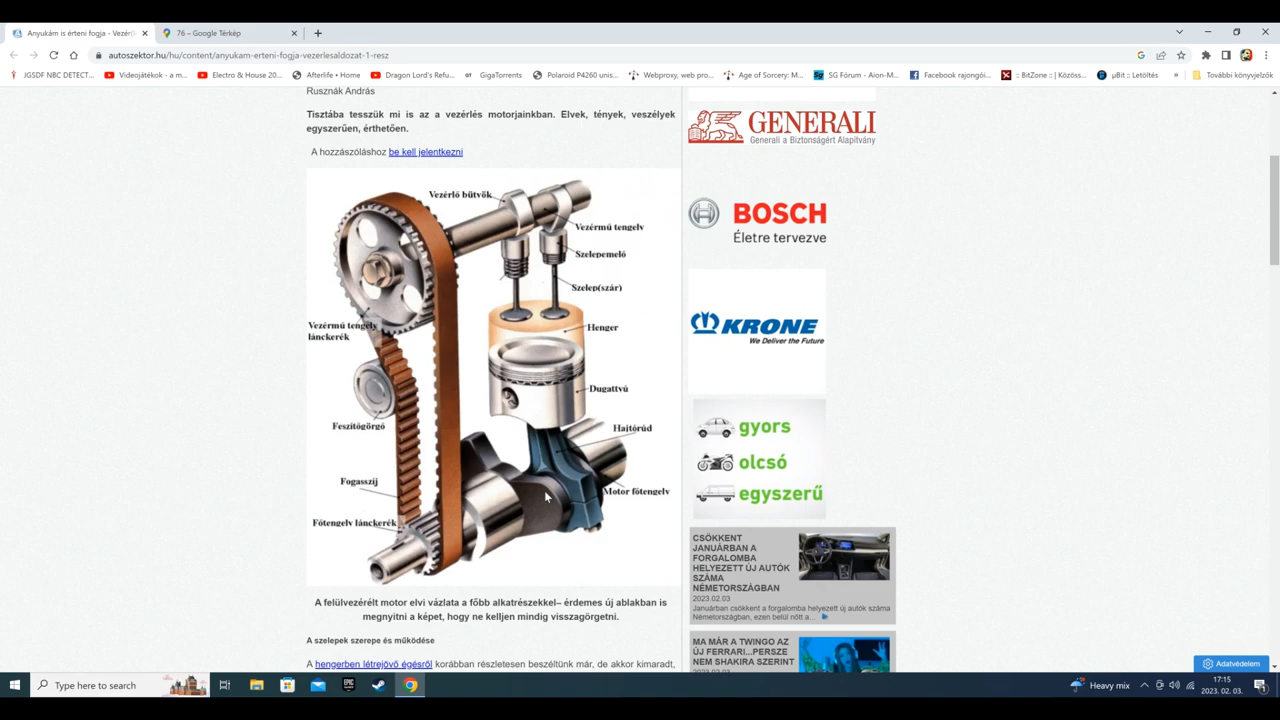 Anyukám is érteni fogja - Vezér
76 – Google Térkép
autoszektor.hu/hu/content/anyukam-erteni-fogja-vezerlesaldozat-1-resz
JGSDF NBC DETECT...
Videojátékok - a m...
Electro & House 20...
Afterlife • Home
Dragon Lord's Refu...
GigaTorrents
Polaroid P4260 unis...
Webproxy, web pro...
Age of Sorcery: M...
SG Fórum - Aion-M...
Facebook rajongói...
:: BitZone :: | Közöss...
µBit :: Letöltés
»
További könyvjelzők
Rusznák András
Tisztába tesszük mi is az a vezérlés motorjainkban. Elvek, tények, veszélyek
egyszerűen, érthetően.
A hozzászóláshoz be kell jelentkezni
Vezérlő bütyök
Vezérmű tengely
Szelepemelő
Szelep(szár)
Vezérmű tengely
lánckerék
Henger
Dugattyú
Feszítőgörgő
Hajtórúd
Fogasszíj
Motor főtengely
Főtengely lánckerék
A felülvezérélt motor elvi vázlata a főbb alkatrészekkel– érdemes új ablakban is
megnyitni a képet, hogy ne kelljen mindig visszagörgetni.
A szelepek szerepe és működése
A hengerben létrejövő égésről korábban részletesen beszéltünk már, de akkor kimaradt,
GENERALI
Generali a Biztonságért Alapítvány
BOSCH
Életre tervezve
KRONE
We Deliver the Future
gyors
olcsó
egyszerű
CSÖKKENT
JANUÁRBAN A
FORGALOMBA
HELYEZETT ÚJ AUTÓK
SZÁMA
NÉMETORSZÁGBAN
2023.02.03
Januárban csökkent a forgalomba helyezett új autók száma
Németországban, ezen belül nőtt a...
MA MÁR A TWINGO AZ
ÚJ FERRARI...PERSZE
NEM SHAKIRA SZERINT
2023.02.03
Adatvédelem
Type here to search
EPIC
Heavy mix
17:15
2023. 02. 03.